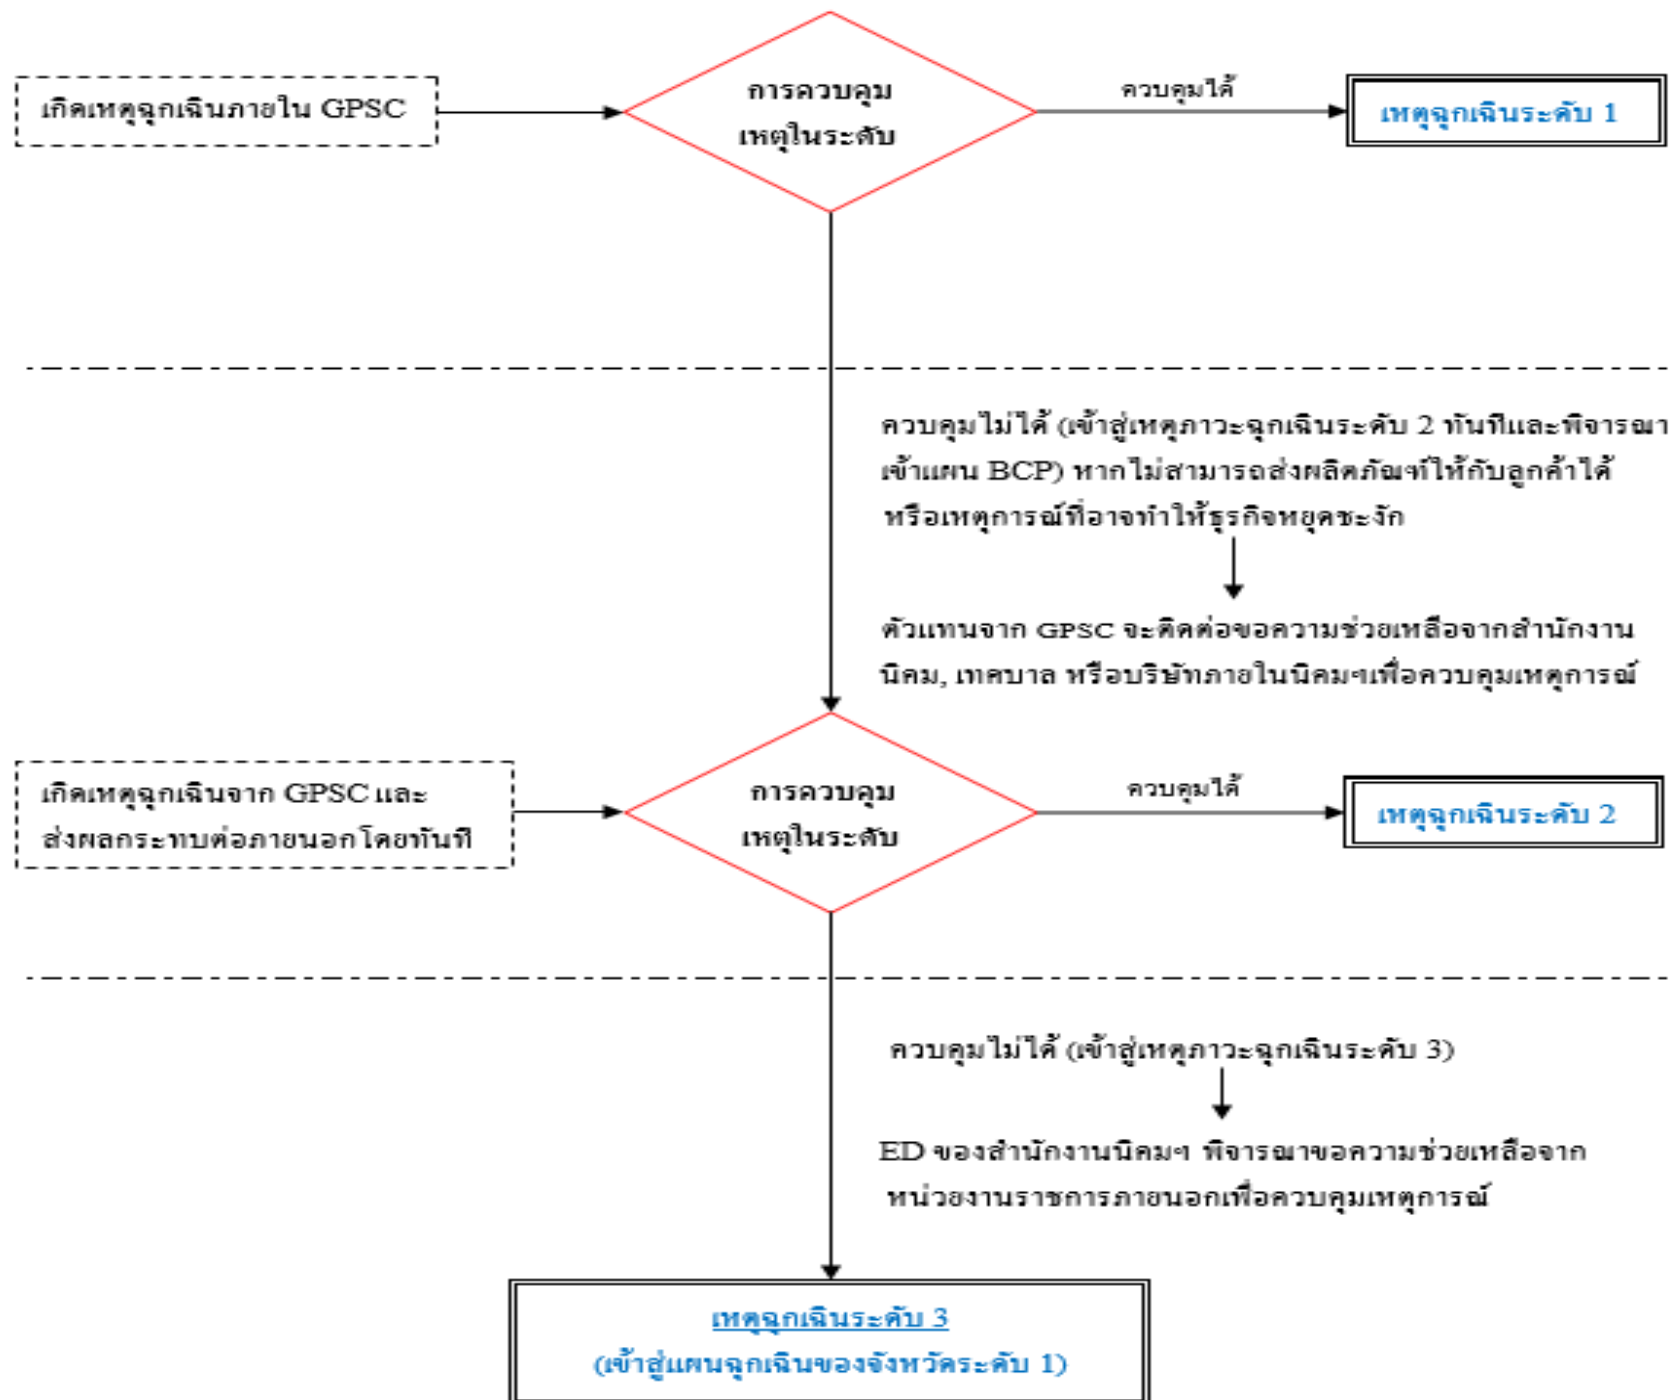 การควบคุม
เหตุในระดับ
เกิดเหตุฉุกเฉินภายใน GPSC
ควบคุมได้
เหตุฉุกเฉินระดับ 1
ควบคุมไม่ได้ (เข้าสู่เหตุภาวะฉุกเฉินระดับ 2 ทันทีและพิจารณา
เข้าแผน BCP) หากไม่สามารถส่งผลิตภัณฑ์ให้กับลูกค้าได้
หรือเหตุการณ์ที่อาจทำให้ธุรกิจหยุดชะงัก
ตัวแทนจาก GPSC จะติดต่อขอความช่วยเหลือจากสำนักงาน
นิคม, เทศบาล หรือบริษัทภายในนิคมฯเพื่อควบคุมเหตุการณ์
เกิดเหตุฉุกเฉินจาก GPSC และ
ส่งผลกระทบต่อภายนอกโดยทันที
การควบคุม
เหตุในระดับ
ควบคุมได้
เหตุฉุกเฉินระดับ 2
ควบคุมไม่ได้ (เข้าสู่เหตุภาวะฉุกเฉินระดับ 3)
ED ของสำนักงานนิคมฯ พิจารณาขอความช่วยเหลือจาก
หน่วยงานราชการภายนอกเพื่อควบคุมเหตุการณ์
เหตุฉุกเฉินระดับ 3
(เข้าสู่แผนฉุกเฉินของจังหวัดระดับ 1)